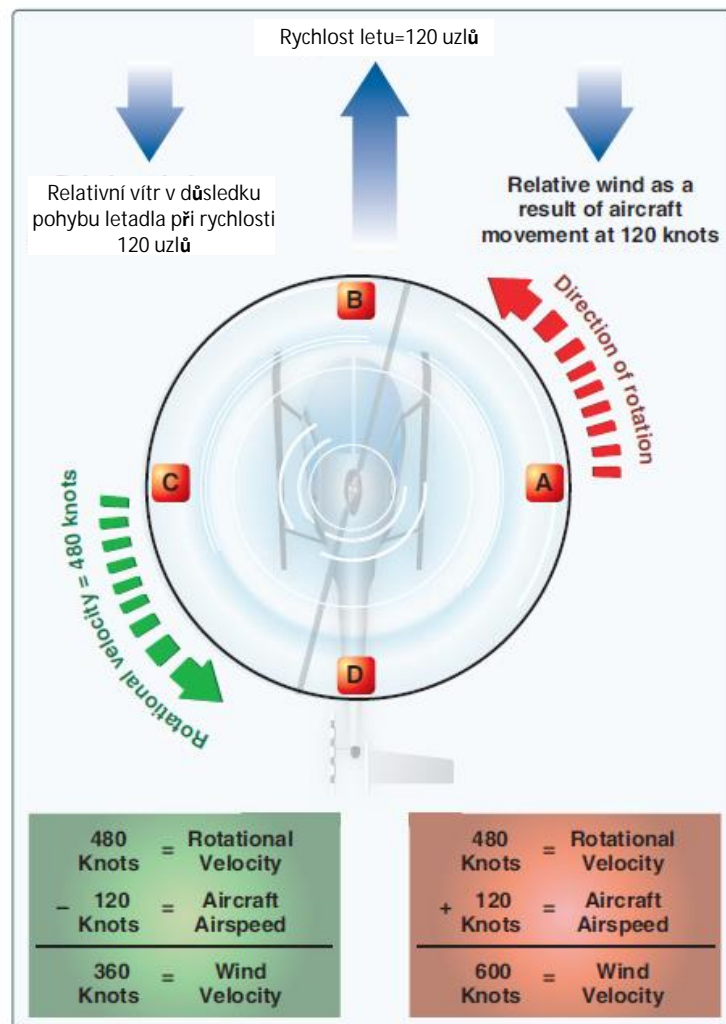 Rychlost letu=120 uzlů
Relativní vítr v důsledku
pohybu letadla při rychlosti
120 uzlů
Relative wind as a
result of aircraft
movement at 120 knots
B
Direction of rotation
C
A
Rotational velocity = 480 knots
D
480 Knots = Rotational Velocity
− 120 Knots = Aircraft Airspeed
360 Knots = Wind Velocity
480 Knots = Rotational Velocity
+ 120 Knots = Aircraft Airspeed
600 Knots = Wind Velocity